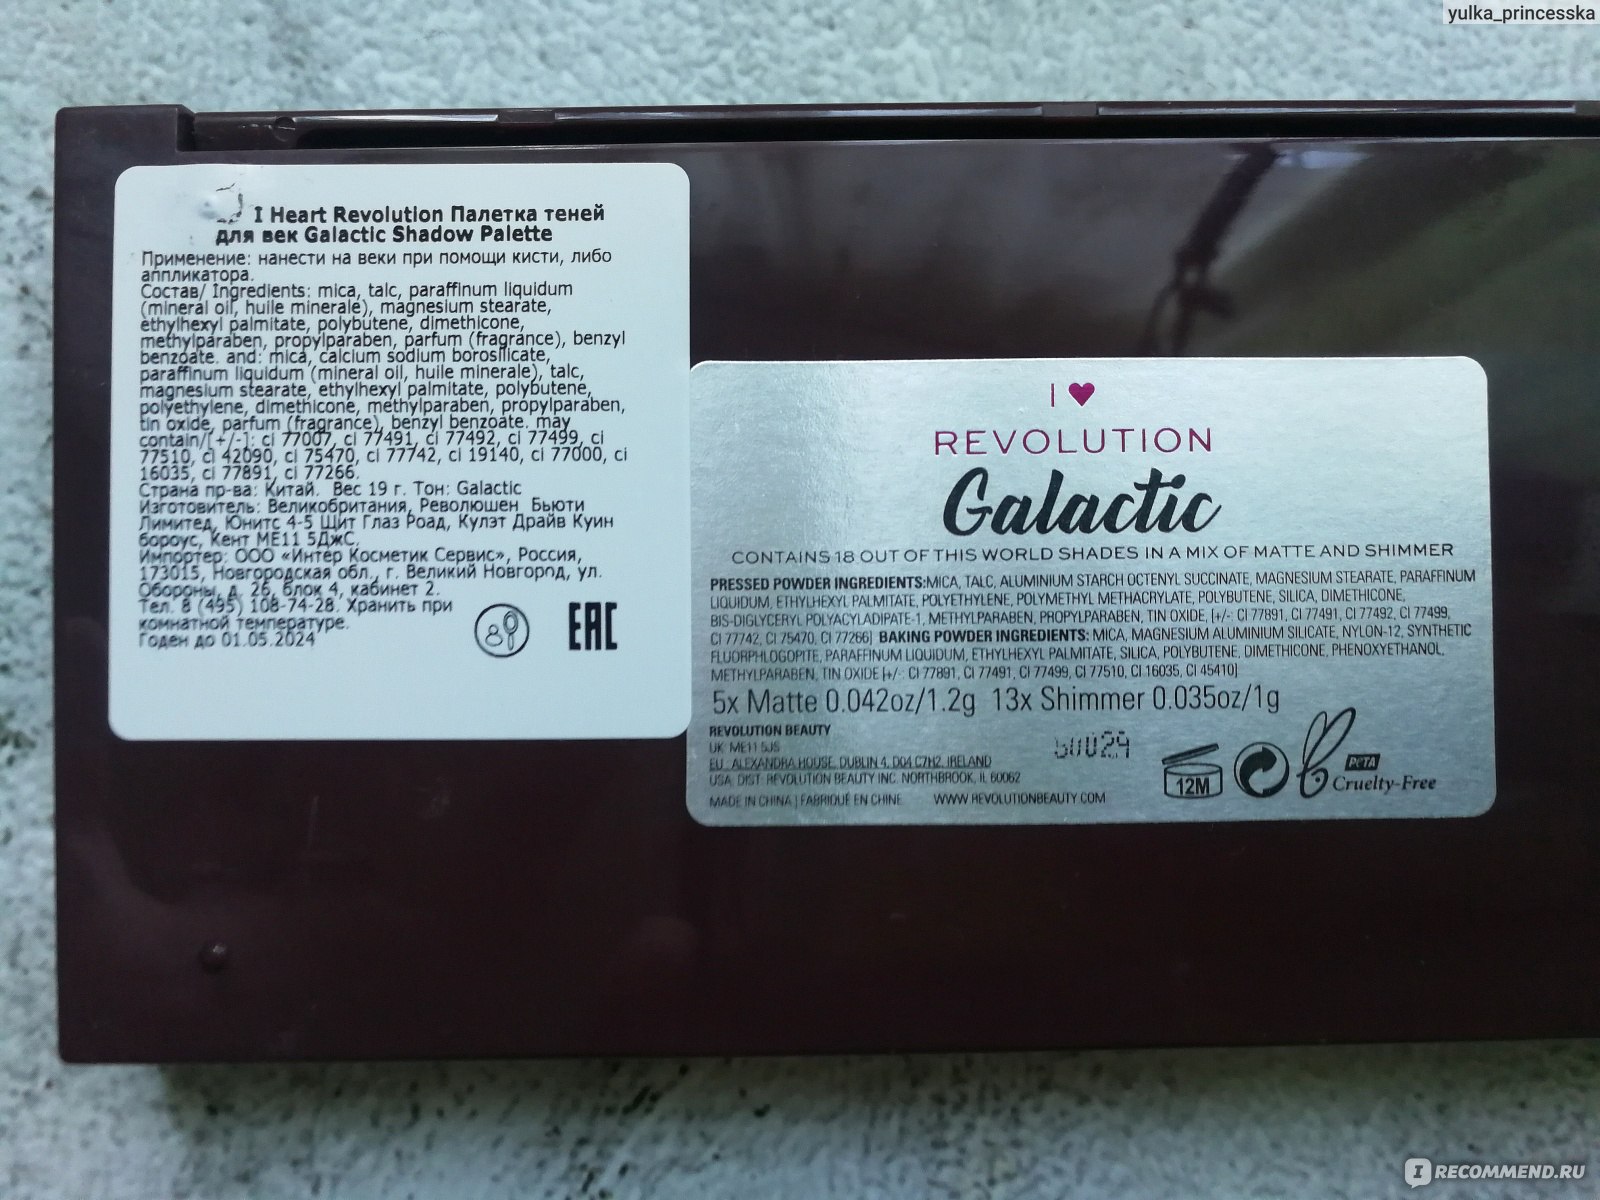 yulka_princesska
I Heart Revolution Палетка теней
для век Galactic Shadow Palette
Применение: нанести на веки при помощи кисти, либо
аппликатора.
Состав/ Ingredients: mica, talc, paraffinum liquidum
(mineral oil, huile minerale), magnesium stearate,
ethylhexyl palmitate, polybutene, dimethicone,
methylparaben, propylparaben, parfum (fragrance), benzyl
benzoate. and: mica, calcium sodium borosilicate,
paraffinum liquidum (mineral oil, huile minerale), talc,
magnesium stearate, ethylhexyl palmitate, polybutene,
polyethylene, dimethicone, methylparaben, propylparaben,
tin oxide, parfum (fragrance), benzyl benzoate. may
contain/[+/-]: ci 77007, ci 77491, ci 77492, ci 77499, ci
77510, ci 42090, ci 75470, ci 77742, ci 19140, ci 77000, ci
16035, ci 77891, ci 77266.
Страна пр-ва: Китай. Вес 19 г. Тон: Galactic
Изготовитель: Великобритания, Революшен Бьюти
Лимитед, Юнитс 4-5 Щит Глаз Роад, Кулэт Драйв Куин
бороус, Кент МЕ11 5ДжС.
Импортер: ООО «Интер Косметик Сервис», Россия,
173015, Новгородская обл., г. Великий Новгород, ул.
Обороны, д. 26, блок 4, кабинет 2.
Тел. 8 (495) 108-74-28. Хранить при
комнатной температуре.
Годен до 01.05.2024
EAC
I ♥
REVOLUTION
Galactic
CONTAINS 18 OUT OF THIS WORLD SHADES IN A MIX OF MATTE AND SHIMMER
PRESSED POWDER INGREDIENTS:MICA, TALC, ALUMINIUM STARCH OCTENYL SUCCINATE, MAGNESIUM STEARATE, PARAFFINUM
LIQUIDUM, ETHYLHEXYL PALMITATE, POLYETHYLENE, POLYMETHYL METHACRYLATE, POLYBUTENE, SILICA, DIMETHICONE,
BIS-DIGLYCERYL POLYACYLADIPATE-1, METHYLPARABEN, PROPYLPARABEN, TIN OXIDE, [+/-: CI 77891, CI 77491, CI 77492, CI 77499,
CI 77742, CI 75470, CI 77266] BAKING POWDER INGREDIENTS: MICA, MAGNESIUM ALUMINIUM SILICATE, NYLON-12, SYNTHETIC
FLUORPHLOGOPITE, PARAFFINUM LIQUIDUM, ETHYLHEXYL PALMITATE, SILICA, POLYBUTENE, DIMETHICONE, PHENOXYETHANOL,
METHYLPARABEN, TIN OXIDE [+/-: CI 77891, CI 77491, CI 77499, CI 77510, CI 16035, CI 45410]
5x Matte 0.042oz/1.2g 13x Shimmer 0.035oz/1g
REVOLUTION BEAUTY
UK: ME11 5JS
EU: ALEXANDRA HOUSE, DUBLIN 4, D04 C7H2, IRELAND
USA: DIST: REVOLUTION BEAUTY INC. NORTHBROOK, IL 60062
MADE IN CHINA | FABRIQUÉ EN CHINE WWW.REVOLUTIONBEAUTY.COM
12M
PETA
Cruelty-Free
IRECOMMEND.RU